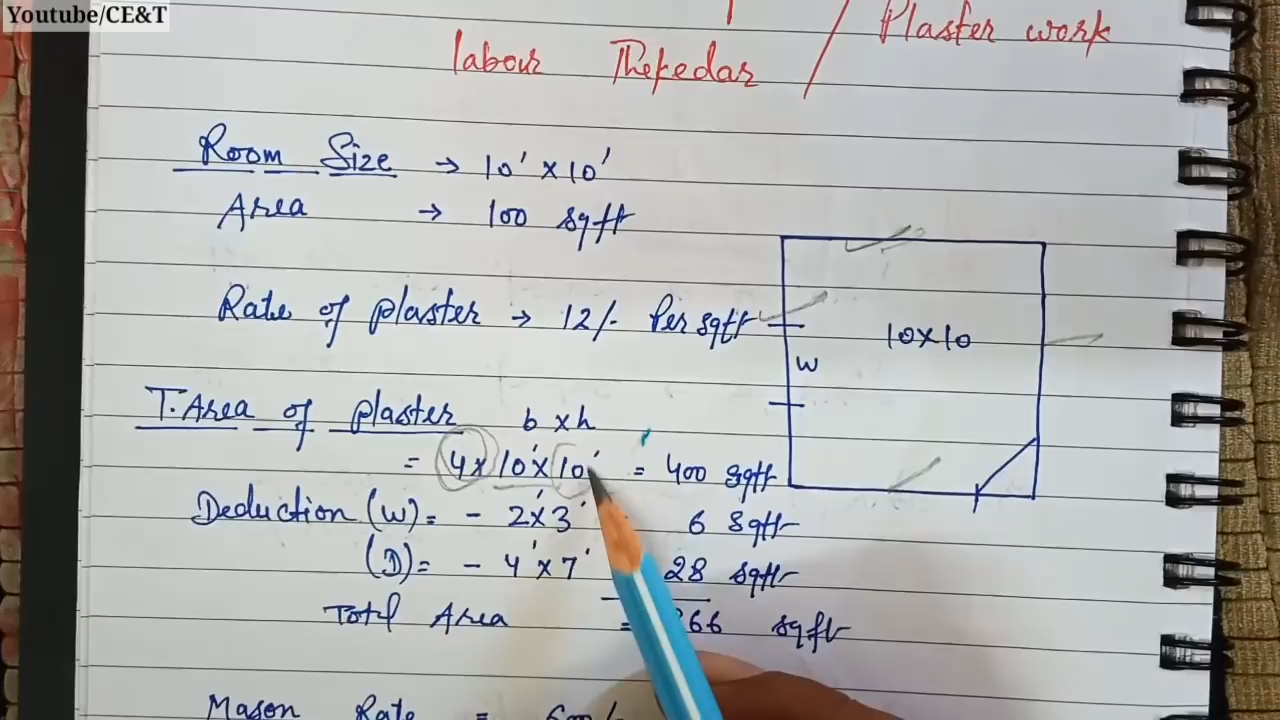 Youtube/CE&T
labour Thekedar / Plaster work
Room Size → 10' x 10'
Area → 100 sqft
Rate of plaster → 12/- Per sqft
10x10
W
T. Area of plaster b x h
= 4 x 10' x 10' = 400 sqft
Deduction (W) = - 2' x 3' 6 sqft
(D) = - 4' x 7' 28 sqft
Total Area = 66 sqft
Mason Rate =